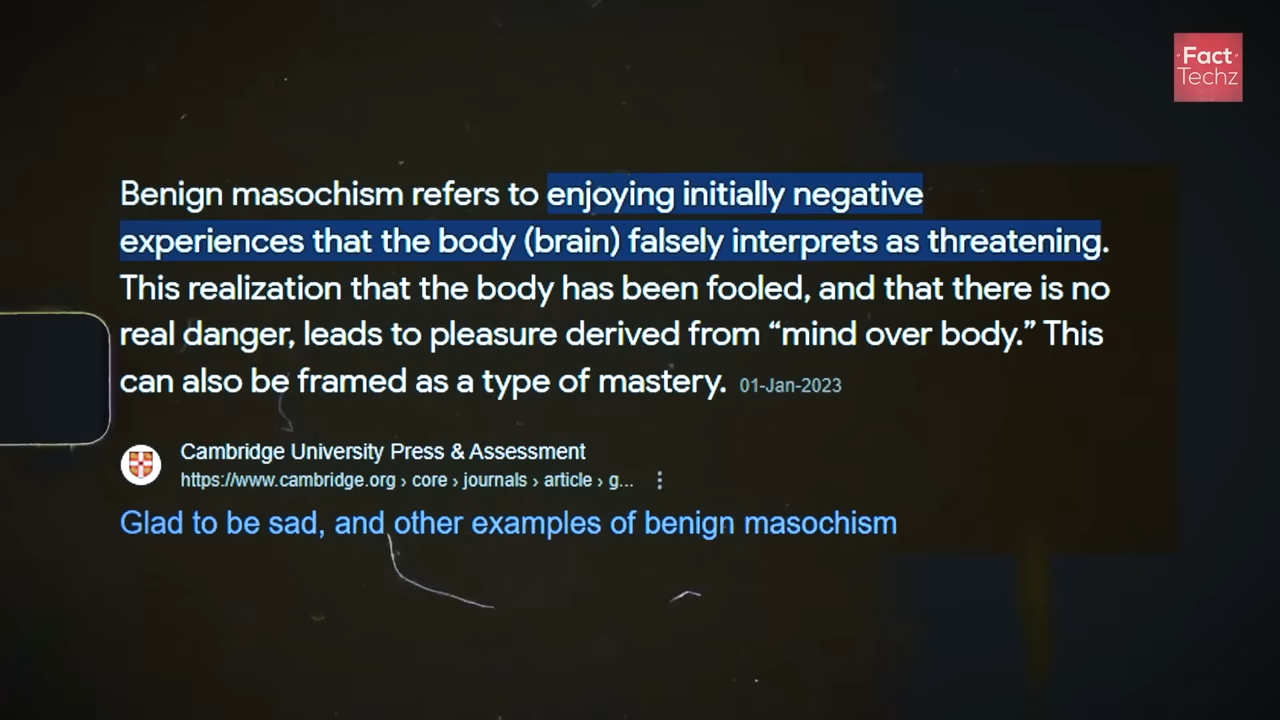 Fact
Techz
Benign masochism refers to enjoying initially negative
experiences that the body (brain) falsely interprets as threatening.
This realization that the body has been fooled, and that there is no
real danger, leads to pleasure derived from “mind over body.” This
can also be framed as a type of mastery. 01-Jan-2023
Cambridge University Press & Assessment
https://www.cambridge.org › core › journals › article › g...
Glad to be sad, and other examples of benign masochism